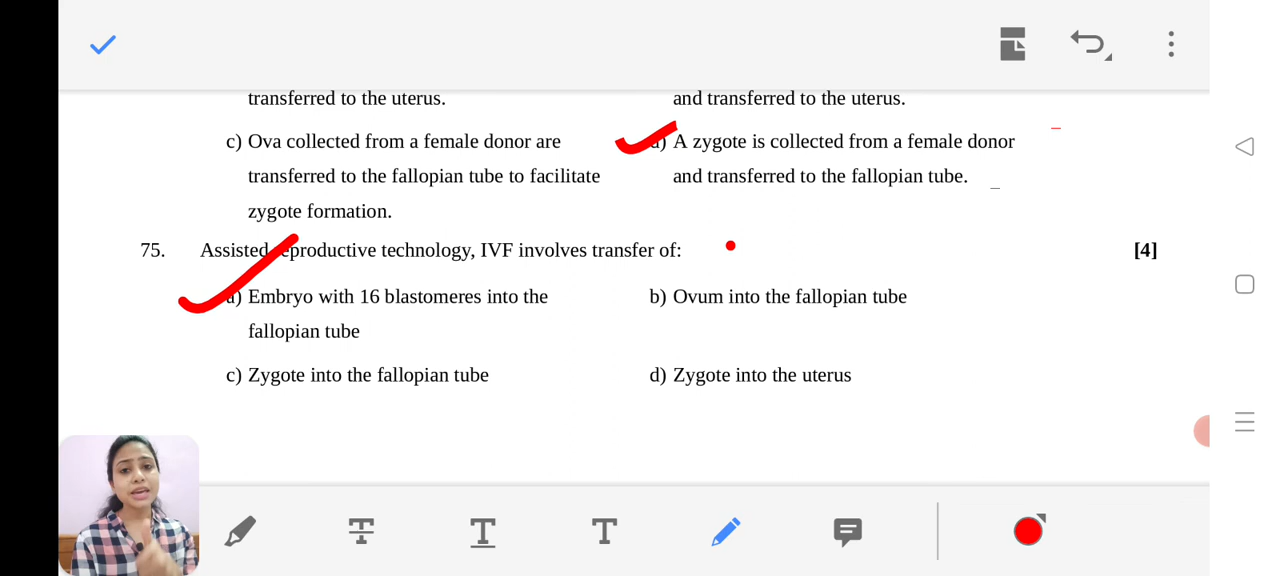 transferred to the uterus.
and transferred to the uterus.
c) Ova collected from a female donor are
transferred to the fallopian tube to facilitate
zygote formation.
d) A zygote is collected from a female donor
and transferred to the fallopian tube.
75. Assisted reproductive technology, IVF involves transfer of: [4]
a) Embryo with 16 blastomeres into the
fallopian tube
b) Ovum into the fallopian tube
c) Zygote into the fallopian tube
d) Zygote into the uterus
T T T